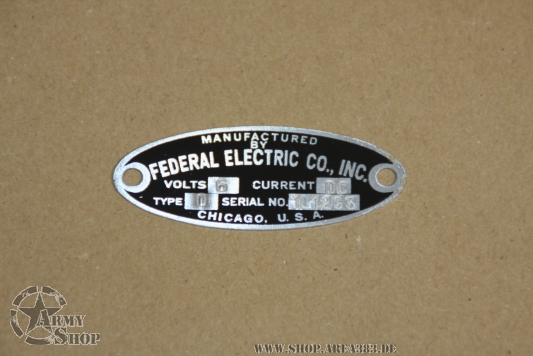 MANUFACTURED
BY
FEDERAL ELECTRIC CO., INC.
VOLTS 6 CURRENT DC
TYPE D SERIAL NO.
CHICAGO, U. S. A.
ARMY
SHOP
WWW.SHOP.AREA383.DE